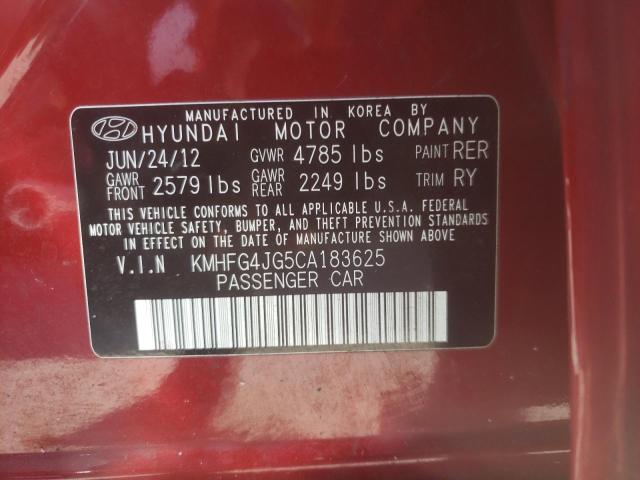 MANUFACTURED IN KOREA BY
HYUNDAI MOTOR COMPANY
JUN/24/12 GVWR 4785 lbs PAINT RER
GAWR FRONT 2579 lbs GAWR REAR 2249 lbs TRIM RY
THIS VEHICLE CONFORMS TO ALL APPLICABLE U.S.A. FEDERAL
MOTOR VEHICLE SAFETY, BUMPER, AND THEFT PREVENTION STANDARDS
IN EFFECT ON THE DATE OF MANUFACTURE SHOWN ABOVE
V.I.N KMHFG4JG5CA183625
PASSENGER CAR